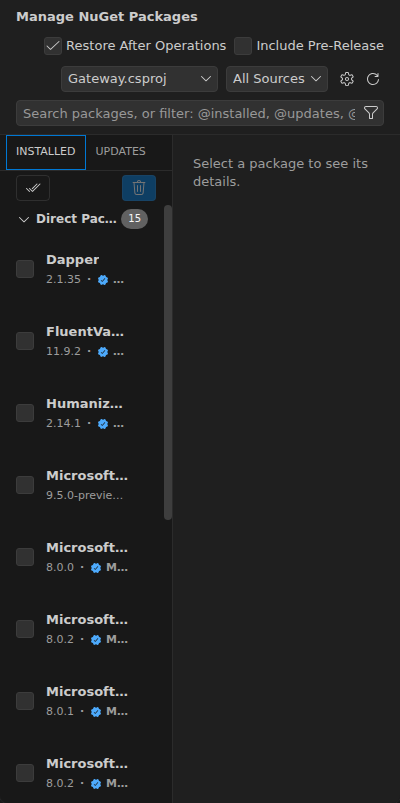 Manage NuGet Packages
Restore After Operations
Include Pre-Release
Gateway.csproj
All Sources
Search packages, or filter: @installed, @updates, @
INSTALLED
UPDATES
Select a package to see its
details.
Direct Pac... 15
Dapper
2.1.35 · ...
FluentVa...
11.9.2 · ...
Humaniz...
2.14.1 · ...
Microsoft...
9.5.0-previe...
Microsoft...
8.0.0 · M...
Microsoft...
8.0.2 · M...
Microsoft...
8.0.1 · M...
Microsoft...
8.0.2 · M...